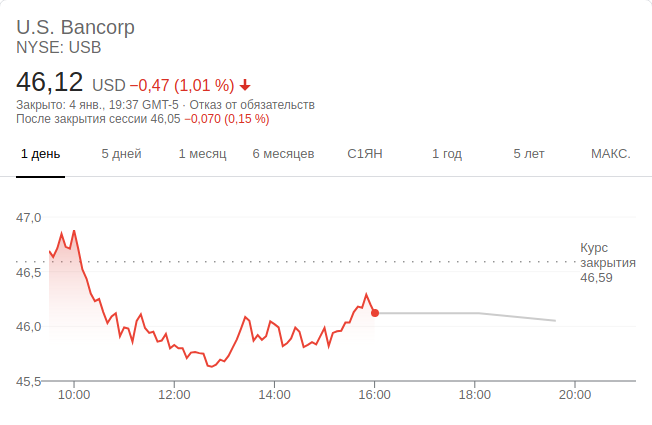 U.S. Bancorp
NYSE: USB
46,12 USD −0,47 (1,01 %)
Закрыто: 4 янв., 19:37 GMT-5 · Отказ от обязательств
После закрытия сессии 46,05 −0,070 (0,15 %)
1 день 5 дней 1 месяц 6 месяцев С1ЯН 1 год 5 лет МАКС.
47,0
Курс
закрытия
46,59
46,5
46,0
45,5
10:00 12:00 14:00 16:00 18:00 20:00